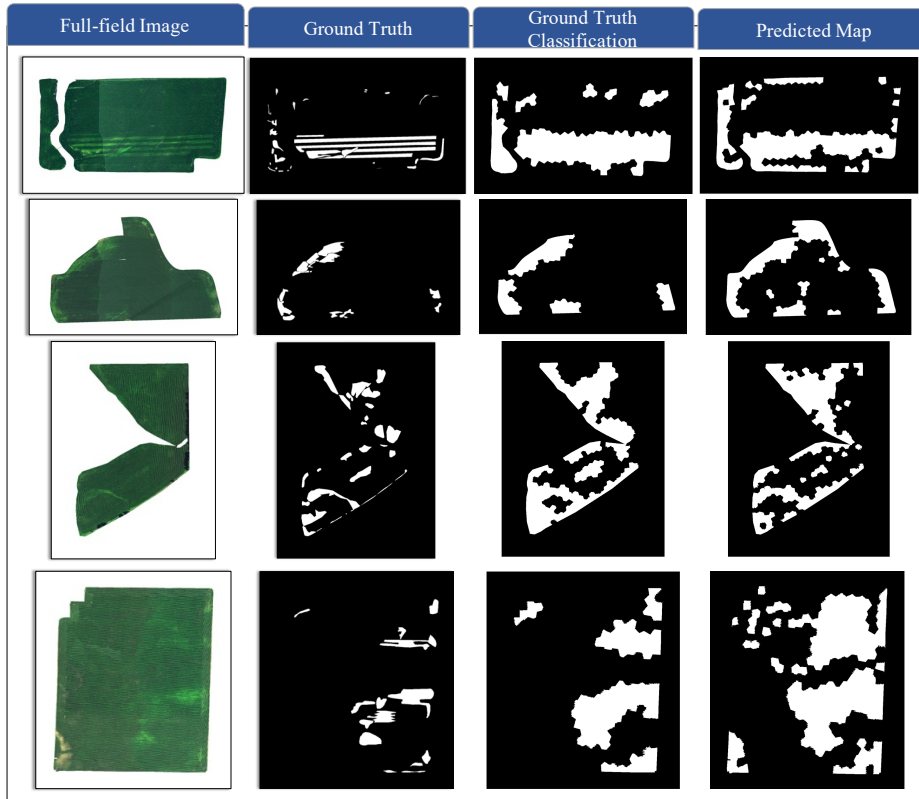 Full-field Image
Ground Truth
Ground Truth
Classification
Predicted Map